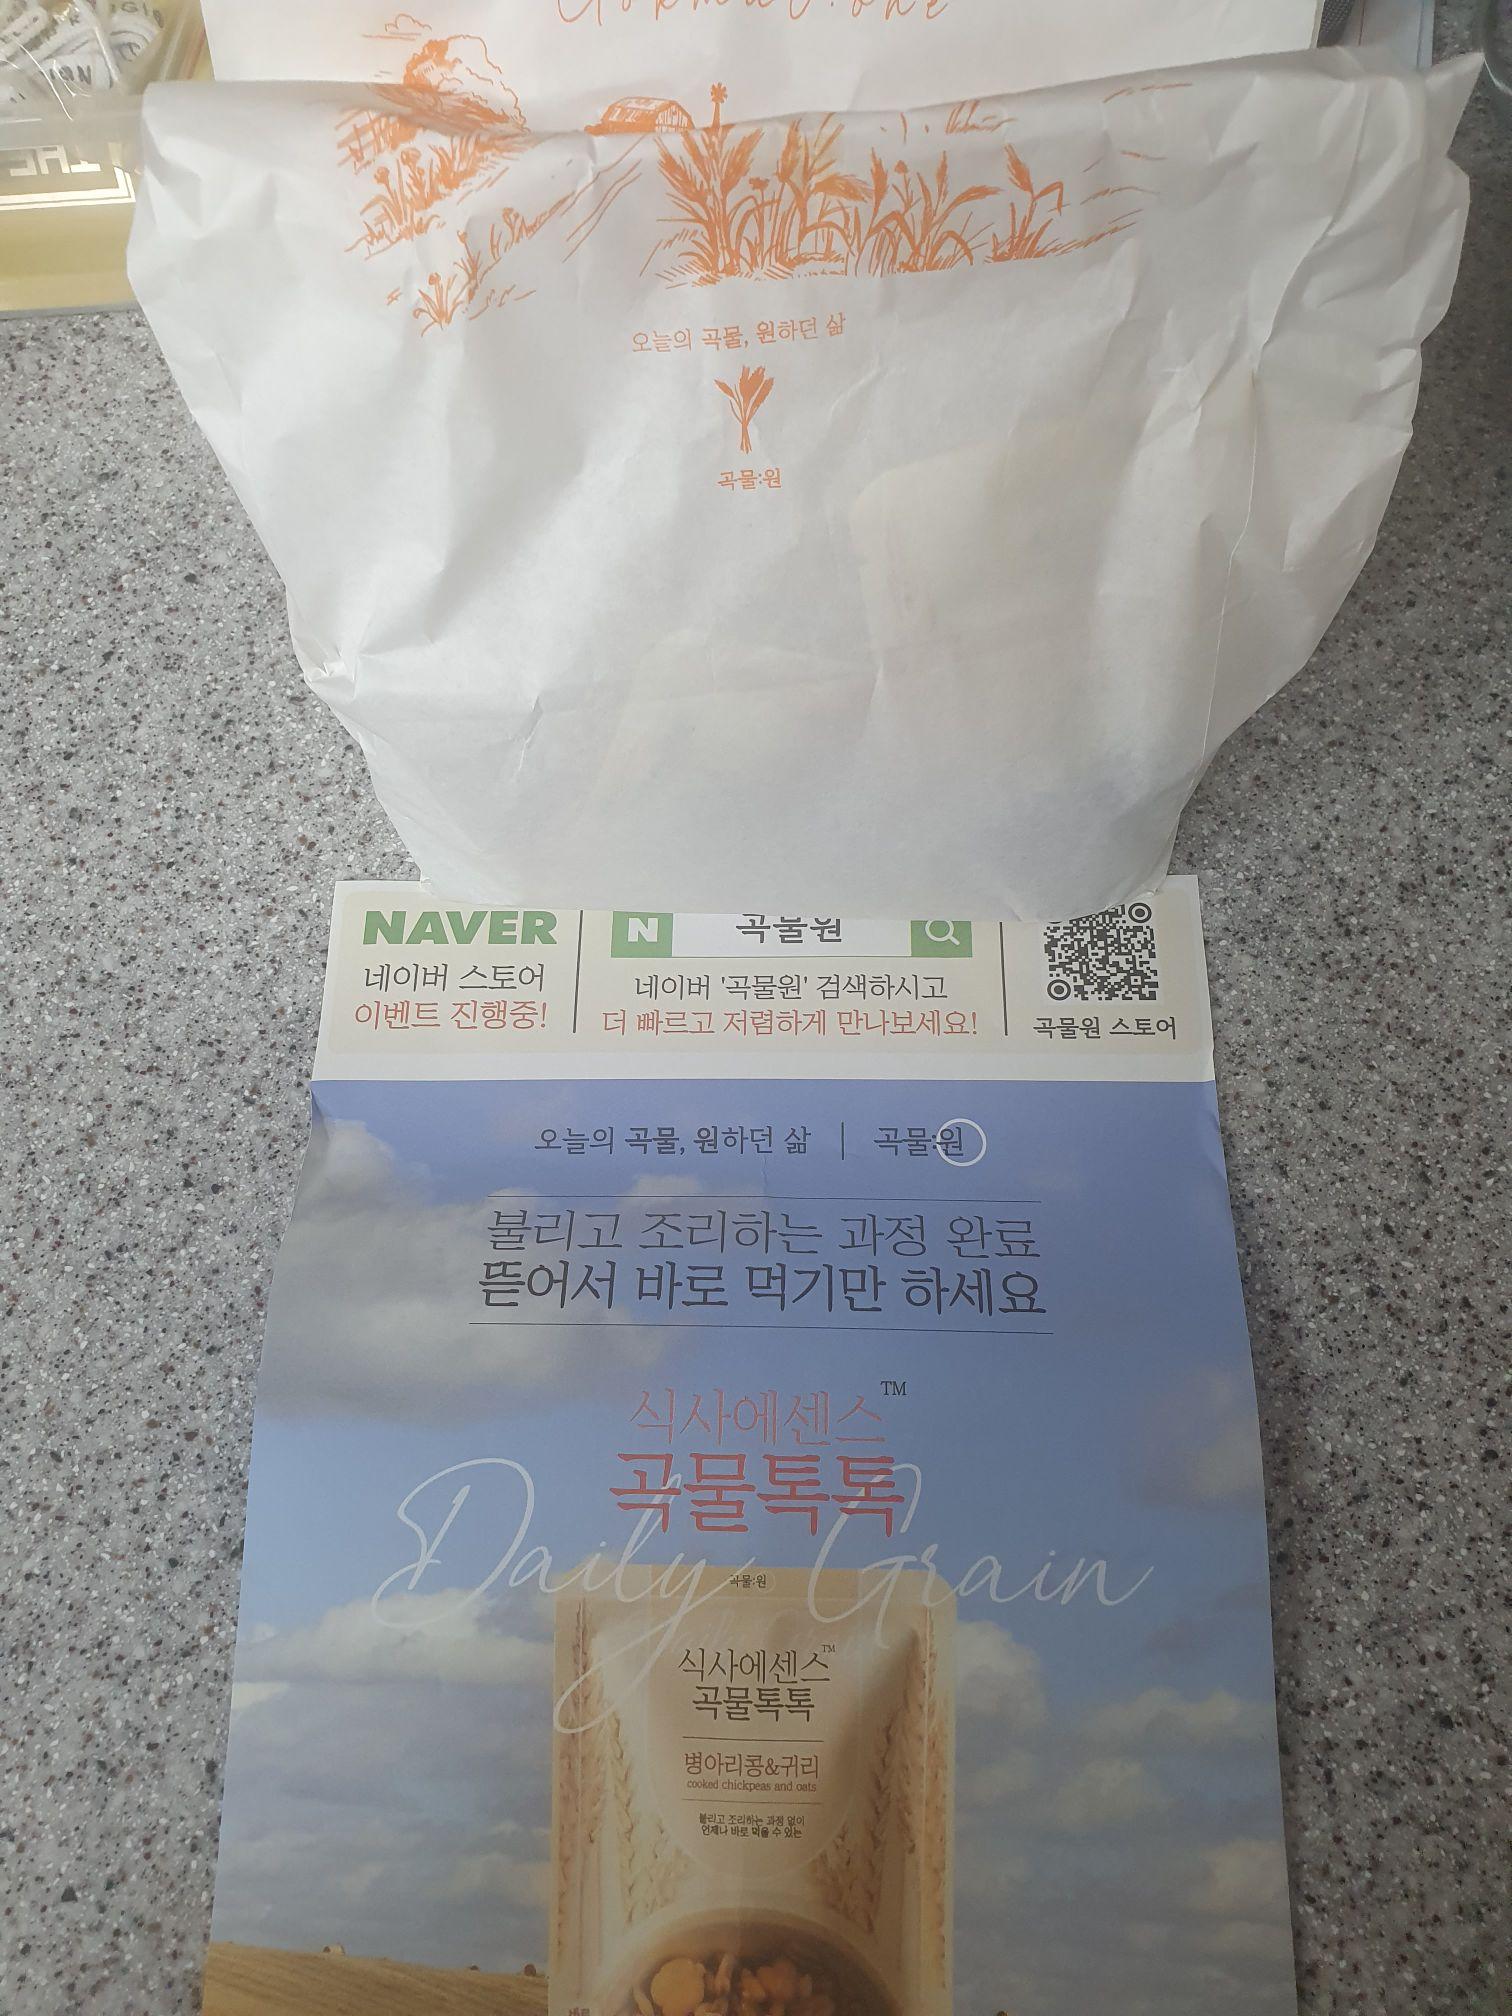 오늘의 곡물, 원하던 삶
곡물:원
NAVER
네이버 스토어
이벤트 진행중!
N 곡물원
네이버 '곡물원' 검색하시고
더 빠르고 저렴하게 만나보세요!
곡물원 스토어
오늘의 곡물, 원하던 삶 | 곡물:원
불리고 조리하는 과정 완료
뜯어서 바로 먹기만 하세요
식사에센스™
곡물톡톡
Daily Grain
곡물:원
식사에센스™
곡물톡톡
병아리콩&귀리
cooked chickpeas and oats
불리고 조리하는 과정 없이
언제나 바로 먹을 수 있는